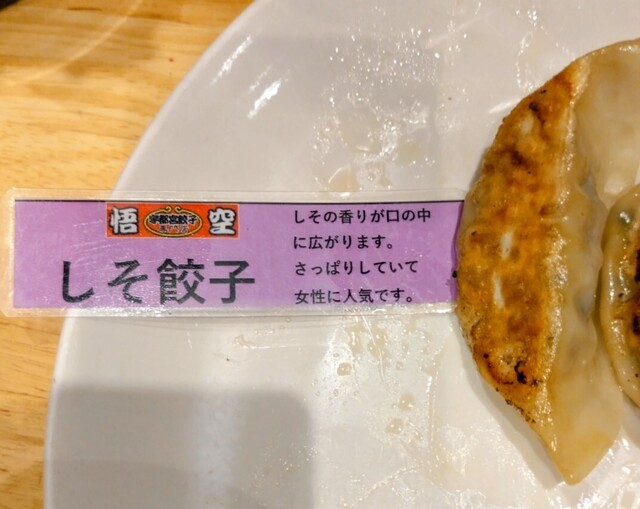 悟 宇都宮餃子 空
しそ餃子
しその香りが口の中
に広がります。
さっぱりしていて
女性に人気です。